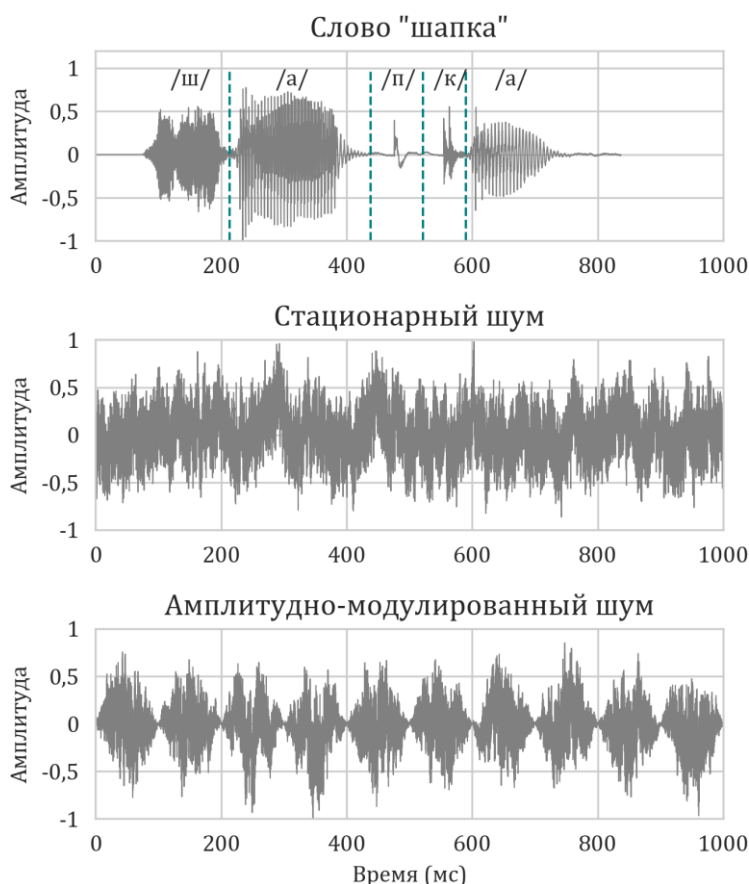 Слово "шапка"
/ш/ /а/ /п/ /к/ /а/
Амплитуда
1
0,5
0
-0,5
-1
0 200 400 600 800 1000
Стационарный шум
Амплитуда
1
0,5
0
-0,5
-1
0 200 400 600 800 1000
Амплитудно-модулированный шум
Амплитуда
1
0,5
0
-0,5
-1
0 200 400 600 800 1000
Время (мс)